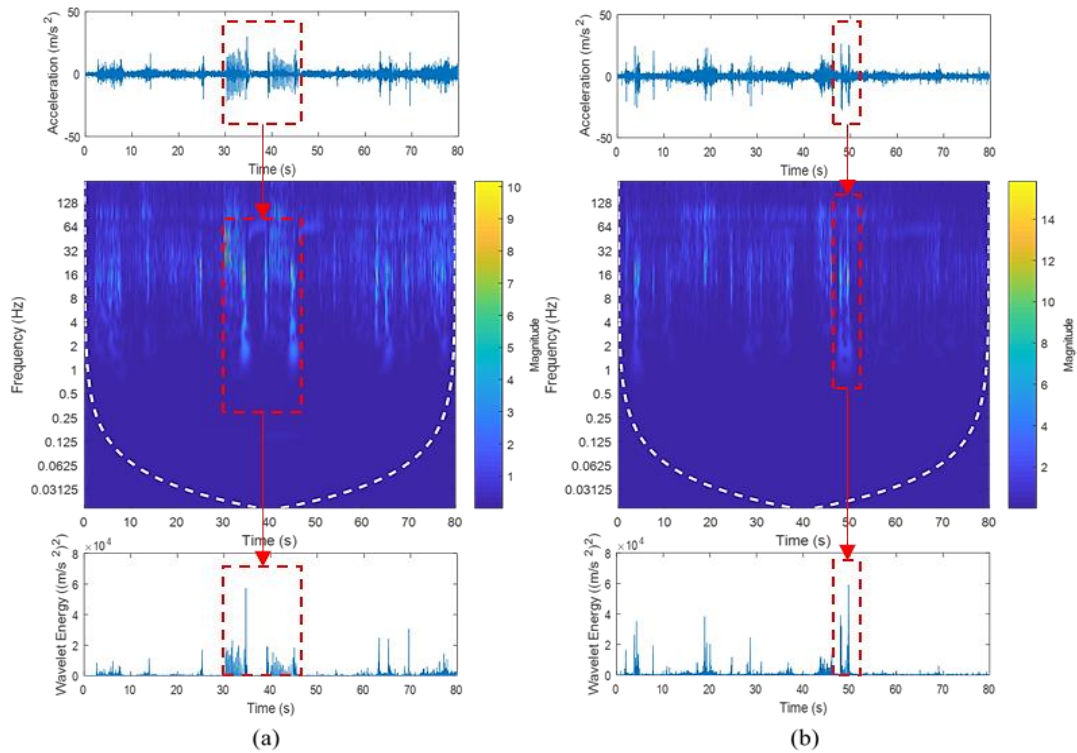 50
0
-50
Acceleration (m/s²)
0 10 20 30 40 50 60 70 80
Time (s)
128
64
32
16
8
4
2
1
0.5
0.25
0.125
0.0625
0.03125
Frequency (Hz)
0 10 20 30 40 50 60 70 80
Time (s)
10
9
8
7
6
5
4
3
2
1
Magnitude
×10⁴
8
6
4
2
0
Wavelet Energy ((m/s²)²)
0 10 20 30 40 50 60 70 80
Time (s)
(a)
50
0
-50
Acceleration (m/s²)
0 10 20 30 40 50 60 70 80
Time (s)
128
64
32
16
8
4
2
1
0.5
0.25
0.125
0.0625
0.03125
Frequency (Hz)
0 10 20 30 40 50 60 70 80
Time (s)
14
12
10
8
6
4
2
Magnitude
×10⁴
8
6
4
2
0
Wavelet Energy ((m/s²)²)
0 10 20 30 40 50 60 70 80
Time (s)
(b)